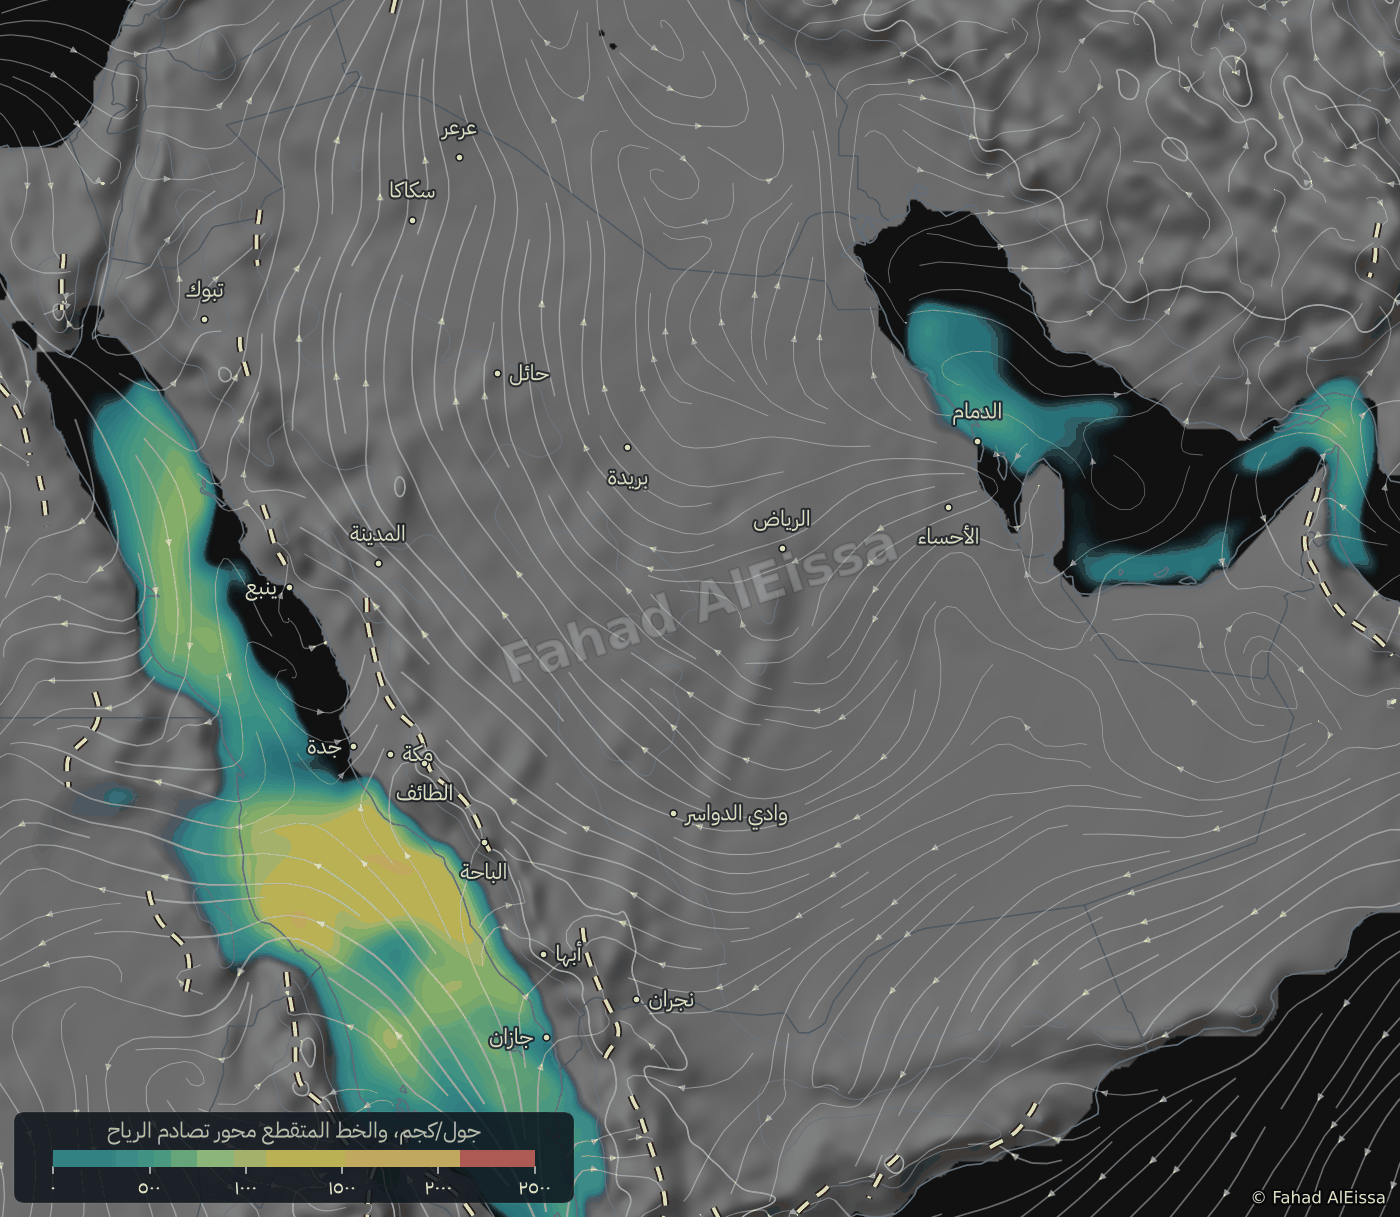 عرعر
سكاكا
تبوك
حائل
الدمام
بريدة
الرياض
الأحساء
المدينة
ينبع
Fahad AlEissa
جدة
مكة
الطائف
وادي الدواسر
الباحة
أبها
نجران
جازان
جول/كجم، والخط المتقطع محور تصادم الرياح
٠ ٥٠٠ ١٠٠٠ ١٥٠٠ ٢٠٠٠ ٢٥٠٠
© Fahad AlEissa